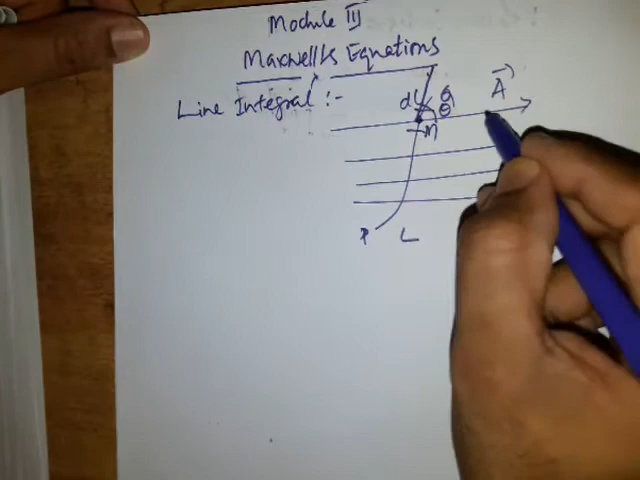 Module III
Maxwell's Equations
Line Integral :-
A
dL
θ
M
P L